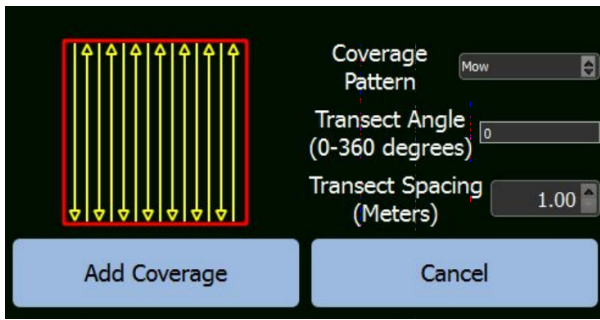 Coverage
Pattern
Mow
Transect Angle
(0-360 degrees)
0
Transect Spacing
(Meters)
1.00
Add Coverage
Cancel